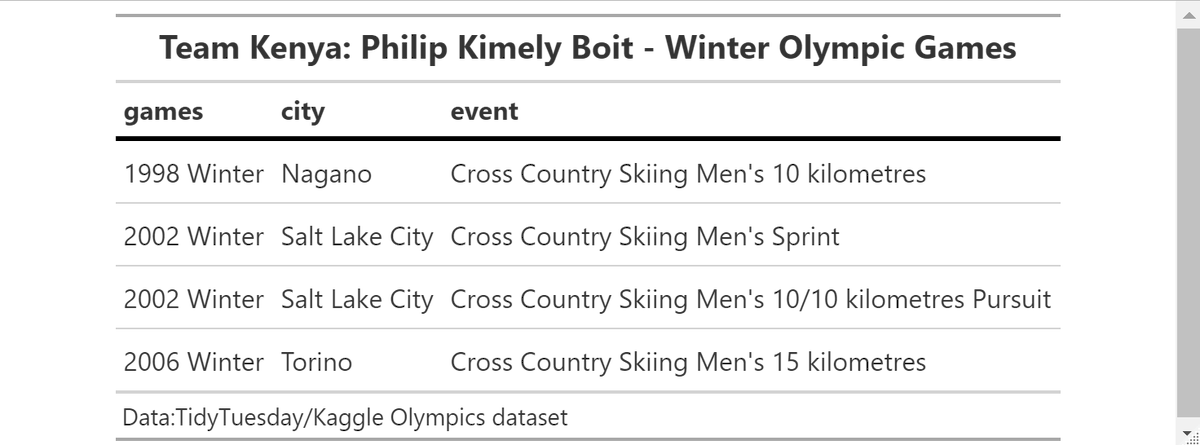 Team Kenya: Philip Kimely Boit - Winter Olympic Games
games city event
1998 Winter Nagano Cross Country Skiing Men's 10 kilometres
2002 Winter Salt Lake City Cross Country Skiing Men's Sprint
2002 Winter Salt Lake City Cross Country Skiing Men's 10/10 kilometres Pursuit
2006 Winter Torino Cross Country Skiing Men's 15 kilometres
Data:TidyTuesday/Kaggle Olympics dataset